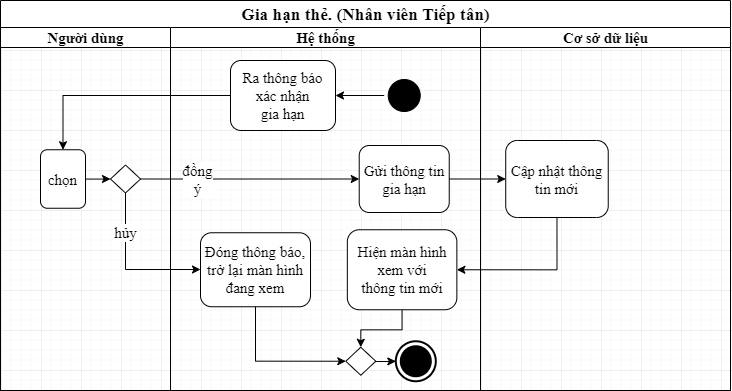 Gia hạn thẻ. (Nhân viên Tiếp tân)
Người dùng
Hệ thống
Cơ sở dữ liệu
Ra thông báo
xác nhận
gia hạn
chọn
đồng
ý
Gửi thông tin
gia hạn
Cập nhật thông
tin mới
hủy
Đóng thông báo,
trở lại màn hình
đang xem
Hiện màn hình
xem với
thông tin mới